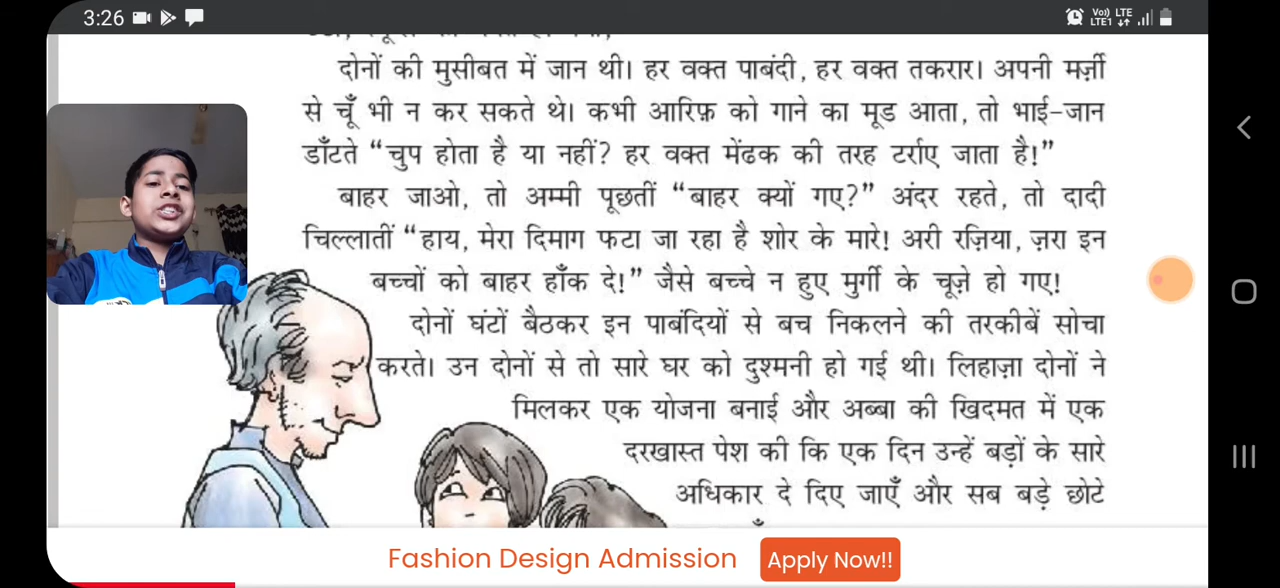 3:26
Vo) LTE
LTE1
दोनों की मुसीबत में जान थी। हर वक्त पाबंदी, हर वक्त तकरार। अपनी मर्ज़ी
से चूँ भी न कर सकते थे। कभी आरिफ़ को गाने का मूड आता, तो भाई-जान
डाँटते “चुप होता है या नहीं? हर वक्त मेंढक की तरह टर्राए जाता है!”
बाहर जाओ, तो अम्मी पूछतीं “बाहर क्यों गए?” अंदर रहते, तो दादी
चिल्लातीं “हाय, मेरा दिमाग फटा जा रहा है शोर के मारे! अरी रज़िया, ज़रा इन
बच्चों को बाहर हाँक दे!” जैसे बच्चे न हुए मुर्गी के चूज़े हो गए!
दोनों घंटों बैठकर इन पाबंदियों से बच निकलने की तरकीबें सोचा
करते। उन दोनों से तो सारे घर को दुश्मनी हो गई थी। लिहाज़ा दोनों ने
मिलकर एक योजना बनाई और अब्बा की खिदमत में एक
दरखास्त पेश की कि एक दिन उन्हें बड़ों के सारे
अधिकार दे दिए जाएँ और सब बड़े छोटे
Fashion Design Admission Apply Now!!